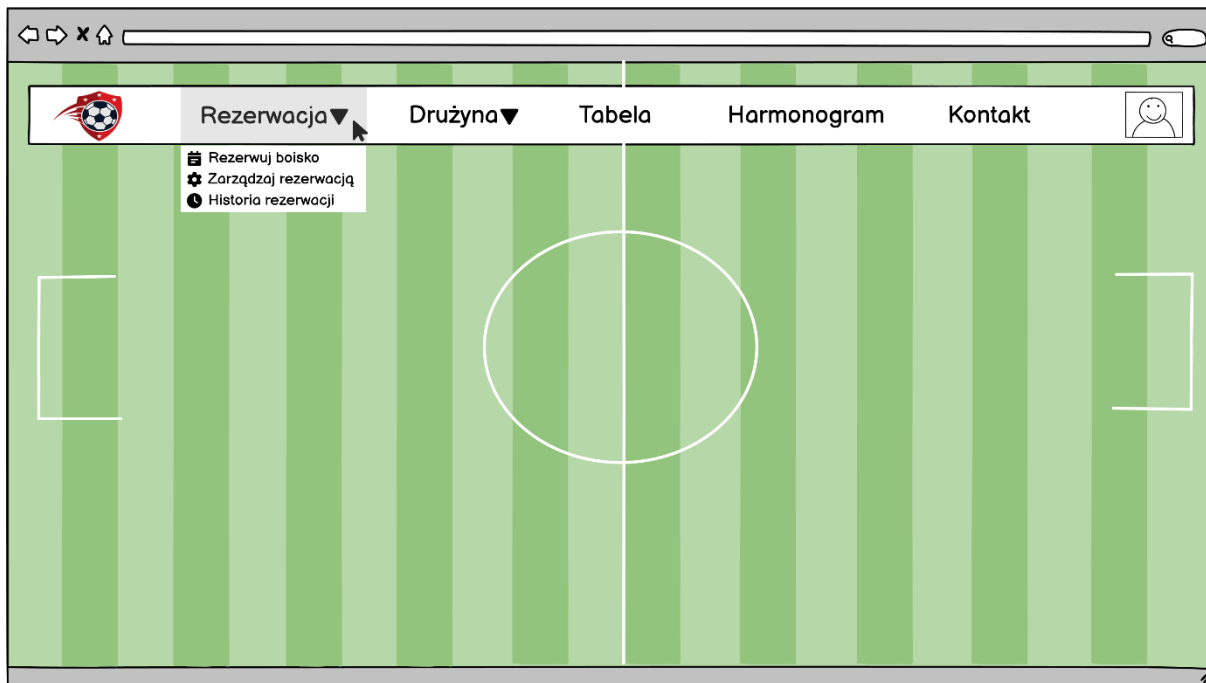 Rezerwacja Drużyna Tabela Harmonogram Kontakt
Rezerwuj boisko
Zarządzaj rezerwacją
Historia rezerwacji